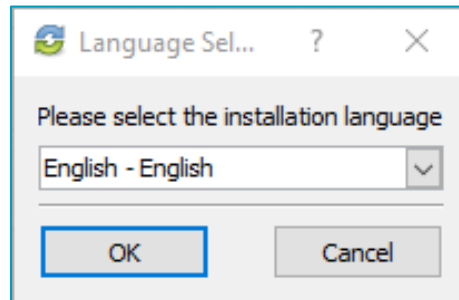 Language Sel... ?
Please select the installation language
English - English
OK Cancel